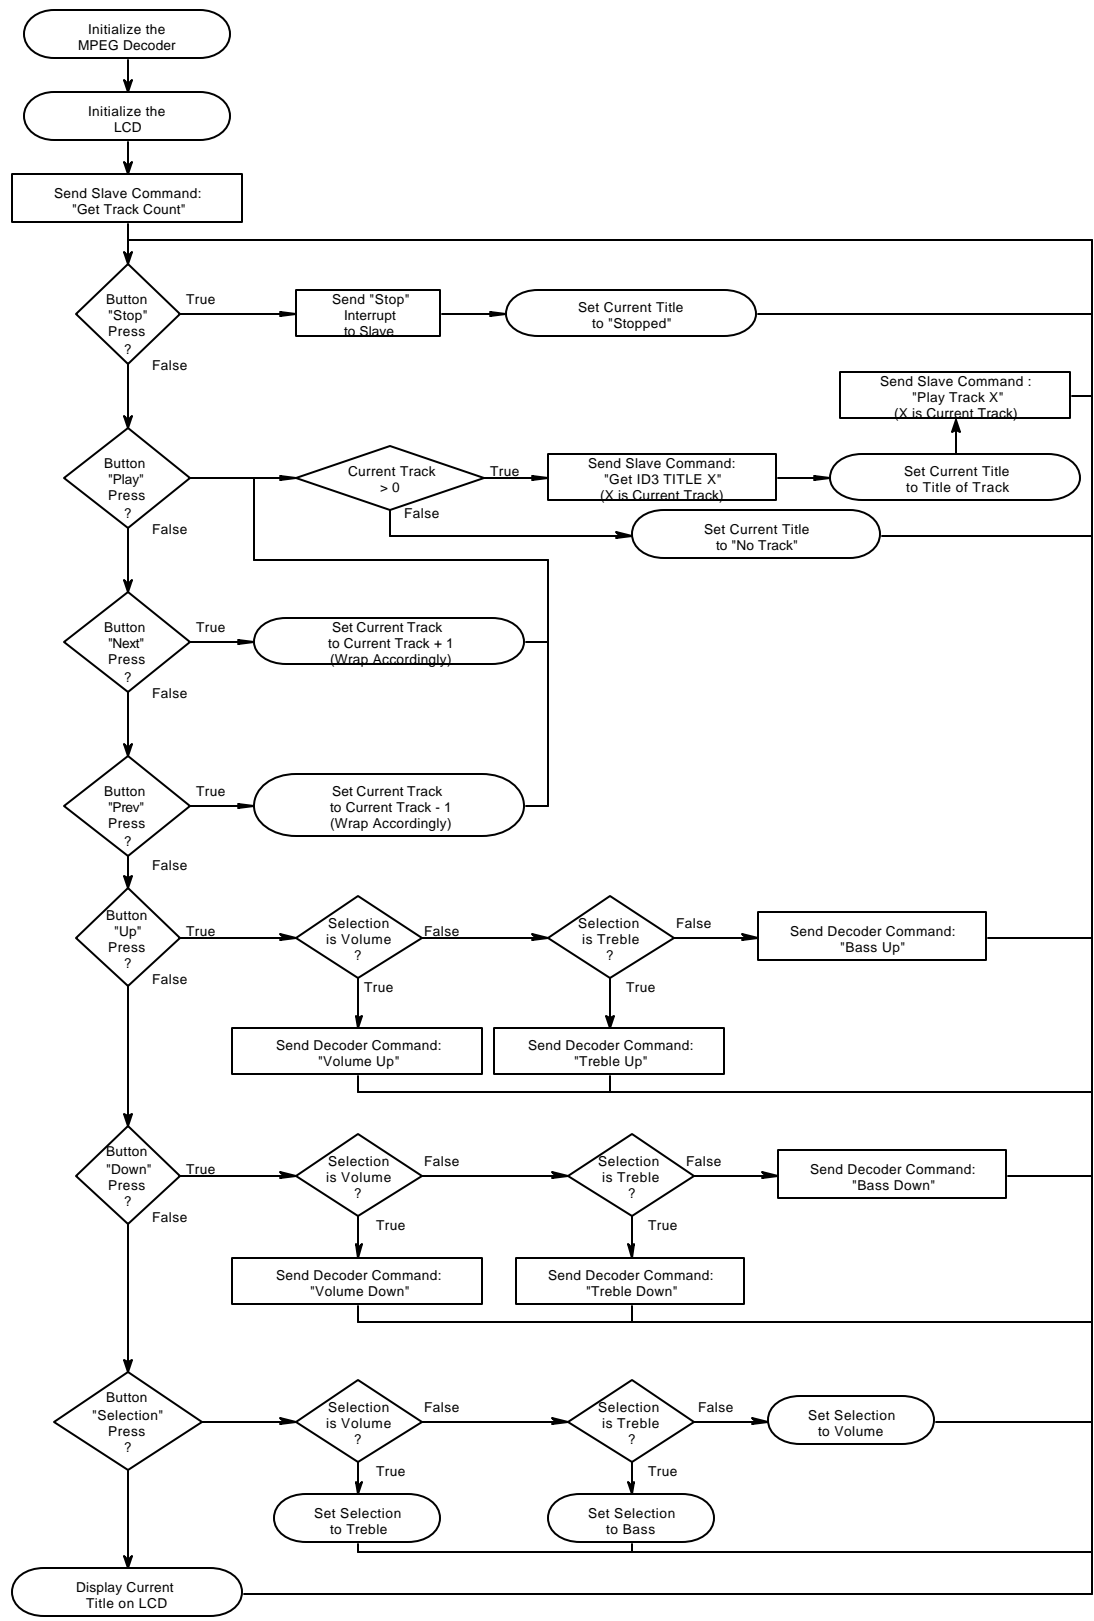 Initialize the
MPEG Decoder
Initialize the
LCD
Send Slave Command:
"Get Track Count"
Button
"Stop"
Press
?
True
False
Send "Stop"
Interrupt
to Slave
Set Current Title
to "Stopped"
Send Slave Command :
"Play Track X"
(X is Current Track)
Button
"Play"
Press
?
False
Current Track
> 0
True
False
Send Slave Command:
"Get ID3 TITLE X"
(X is Current Track)
Set Current Title
to Title of Track
Set Current Title
to "No Track"
Button
"Next"
Press
?
True
False
Set Current Track
to Current Track + 1
(Wrap Accordingly)
Button
"Prev"
Press
?
True
False
Set Current Track
to Current Track - 1
(Wrap Accordingly)
Button
"Up"
Press
?
True
False
Selection
is Volume
?
False
True
Selection
is Treble
?
False
True
Send Decoder Command:
"Bass Up"
Send Decoder Command:
"Volume Up"
Send Decoder Command:
"Treble Up"
Button
"Down"
Press
?
True
False
Selection
is Volume
?
False
True
Selection
is Treble
?
False
True
Send Decoder Command:
"Bass Down"
Send Decoder Command:
"Volume Down"
Send Decoder Command:
"Treble Down"
Button
"Selection"
Press
?
Selection
is Volume
?
False
True
Selection
is Treble
?
False
True
Set Selection
to Volume
Set Selection
to Treble
Set Selection
to Bass
Display Current
Title on LCD